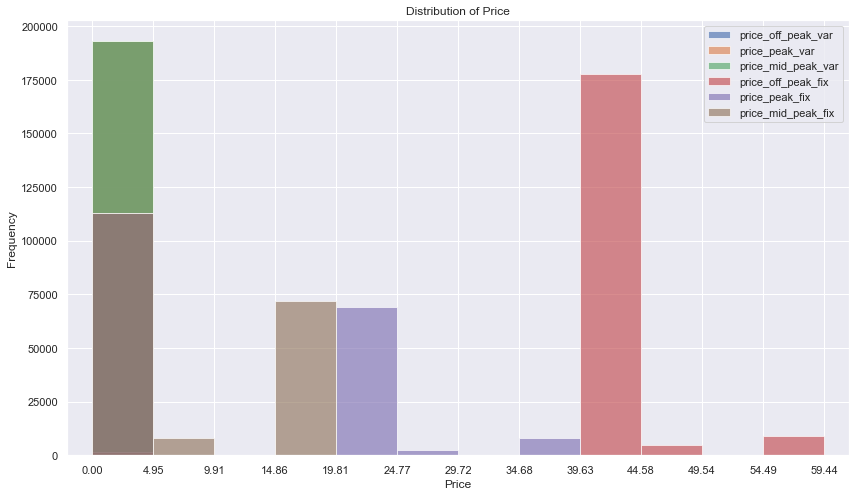 Distribution of Price
price_off_peak_var
price_peak_var
price_mid_peak_var
price_off_peak_fix
price_peak_fix
price_mid_peak_fix
200000
175000
150000
125000
100000
75000
50000
25000
0
Frequency
0.00 4.95 9.91 14.86 19.81 24.77 29.72 34.68 39.63 44.58 49.54 54.49 59.44
Price